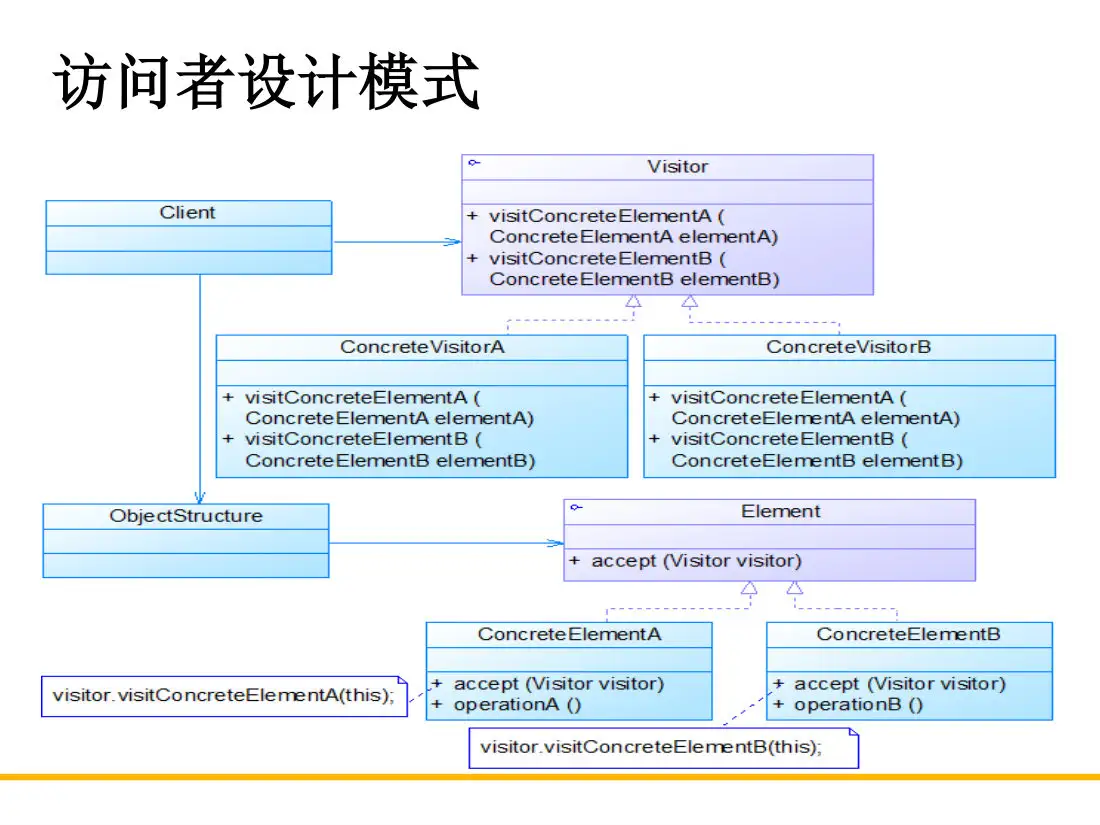 访问者设计模式
Visitor
+ visitConcreteElementA (
ConcreteElementA elementA)
+ visitConcreteElementB (
ConcreteElementB elementB)
Client
ConcreteVisitorA
+ visitConcreteElementA (
ConcreteElementA elementA)
+ visitConcreteElementB (
ConcreteElementB elementB)
ConcreteVisitorB
+ visitConcreteElementA (
ConcreteElementA elementA)
+ visitConcreteElementB (
ConcreteElementB elementB)
ObjectStructure
Element
+ accept (Visitor visitor)
ConcreteElementA
+ accept (Visitor visitor)
+ operationA ()
ConcreteElementB
+ accept (Visitor visitor)
+ operationB ()
visitor.visitConcreteElementA(this);
visitor.visitConcreteElementB(this);